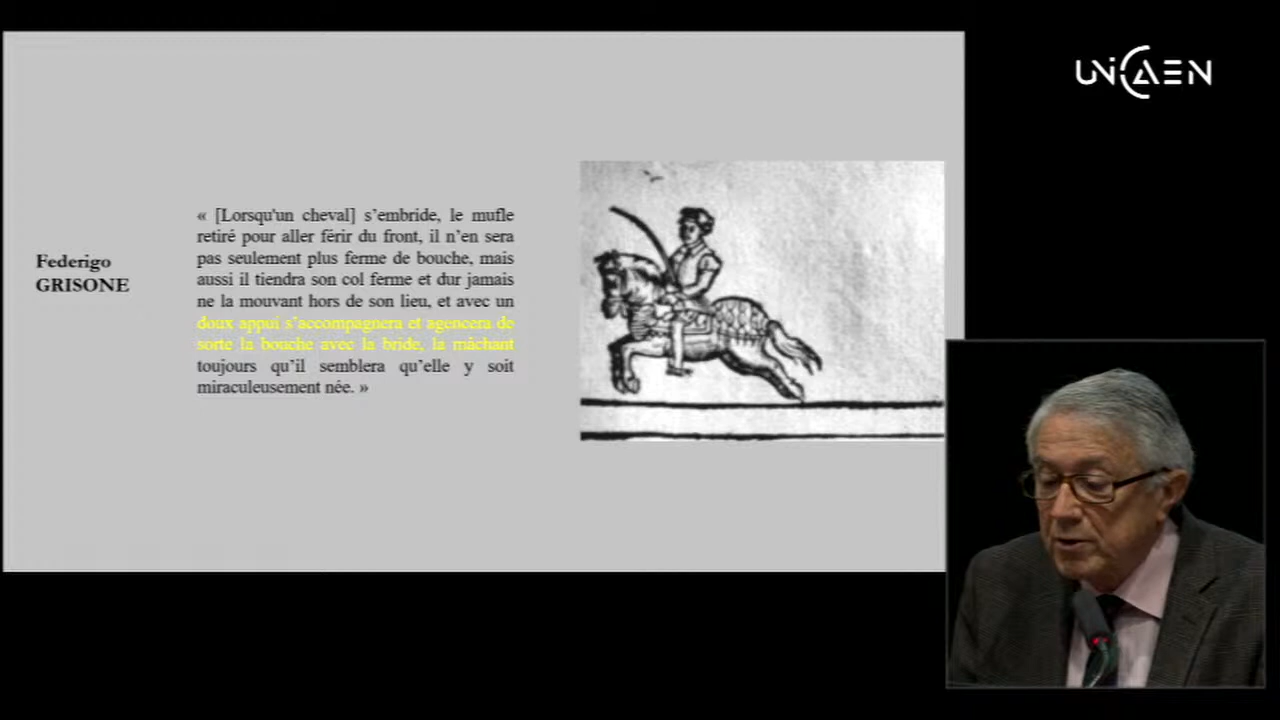 UNICAEN
Federigo
GRISONE
« [Lorsqu'un cheval] s'embride, le mufle
retiré pour aller férir du front, il n'en sera
pas seulement plus ferme de bouche, mais
aussi il tiendra son col ferme et dur jamais
ne la mouvant hors de son lieu, et avec un
doux appui s'accompagnera et agencera de
sorte la bouche avec la bride, la mâchant
toujours qu'il semblera qu'elle y soit
miraculeusement née. »